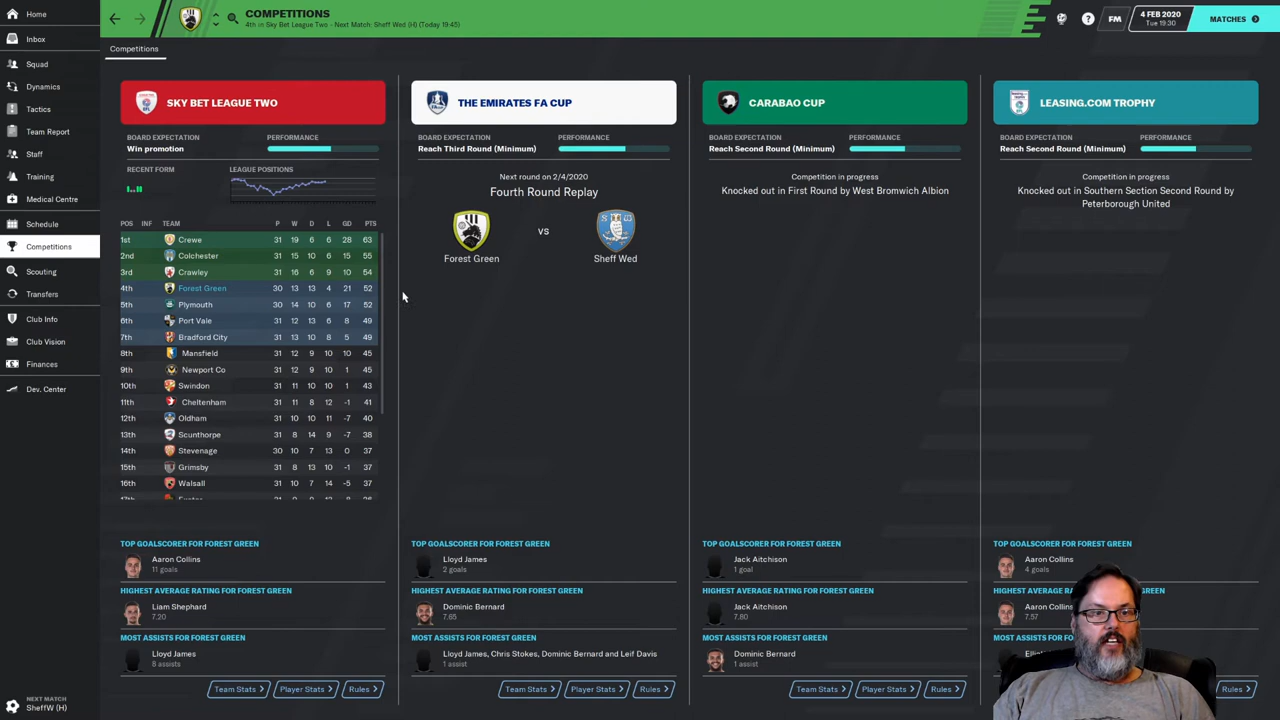 Home
Inbox
Squad
Dynamics
Tactics
Team Report
Staff
Training
Medical Centre
Schedule
Competitions
Scouting
Transfers
Club Info
Club Vision
Finances
Dev. Center
NEXT MATCH
SheffW (H)
COMPETITIONS
4th in Sky Bet League Two - Next Match: Sheff Wed (H) (Today 19:45)
FM
4 FEB 2020
Tue 19:30
MATCHES
Competitions
SKY BET LEAGUE TWO
BOARD EXPECTATION PERFORMANCE
Win promotion
RECENT FORM LEAGUE POSITIONS
POS INF TEAM P W D L GD PTS
1st Crewe 31 19 6 6 28 63
2nd Colchester 31 15 10 6 15 55
3rd Crawley 31 16 6 9 10 54
4th Forest Green 30 13 13 4 21 52
5th Plymouth 30 14 10 6 17 52
6th Port Vale 31 12 13 6 8 49
7th Bradford City 31 13 10 8 5 49
8th Mansfield 31 12 9 10 10 45
9th Newport Co 31 12 9 10 1 45
10th Swindon 31 11 10 10 1 43
11th Cheltenham 31 11 8 12 -1 41
12th Oldham 31 10 10 11 -7 40
13th Scunthorpe 31 8 14 9 -7 38
14th Stevenage 30 10 7 13 0 37
15th Grimsby 31 8 13 10 -1 37
16th Walsall 31 10 7 14 -5 37
TOP GOALSCORER FOR FOREST GREEN
Aaron Collins
11 goals
HIGHEST AVERAGE RATING FOR FOREST GREEN
Liam Shephard
7.20
MOST ASSISTS FOR FOREST GREEN
Lloyd James
8 assists
Team Stats Player Stats Rules
THE EMIRATES FA CUP
BOARD EXPECTATION PERFORMANCE
Reach Third Round (Minimum)
Next round on 2/4/2020
Fourth Round Replay
vs
Forest Green Sheff Wed
TOP GOALSCORER FOR FOREST GREEN
Lloyd James
2 goals
HIGHEST AVERAGE RATING FOR FOREST GREEN
Dominic Bernard
7.65
MOST ASSISTS FOR FOREST GREEN
Lloyd James, Chris Stokes, Dominic Bernard and Leif Davis
1 assist
Team Stats Player Stats Rules
CARABAO CUP
BOARD EXPECTATION PERFORMANCE
Reach Second Round (Minimum)
Competition in progress
Knocked out in First Round by West Bromwich Albion
TOP GOALSCORER FOR FOREST GREEN
Jack Aitchison
1 goal
HIGHEST AVERAGE RATING FOR FOREST GREEN
Jack Aitchison
7.80
MOST ASSISTS FOR FOREST GREEN
Dominic Bernard
1 assist
Team Stats Player Stats Rules
LEASING.COM TROPHY
BOARD EXPECTATION PERFORMANCE
Reach Second Round (Minimum)
Competition in progress
Knocked out in Southern Section Second Round by
Peterborough United
TOP GOALSCORER FOR FOREST GREEN
Aaron Collins
4 goals
HIGHEST
Aaron Collins
7.57
MOST ASSISTS
Rules